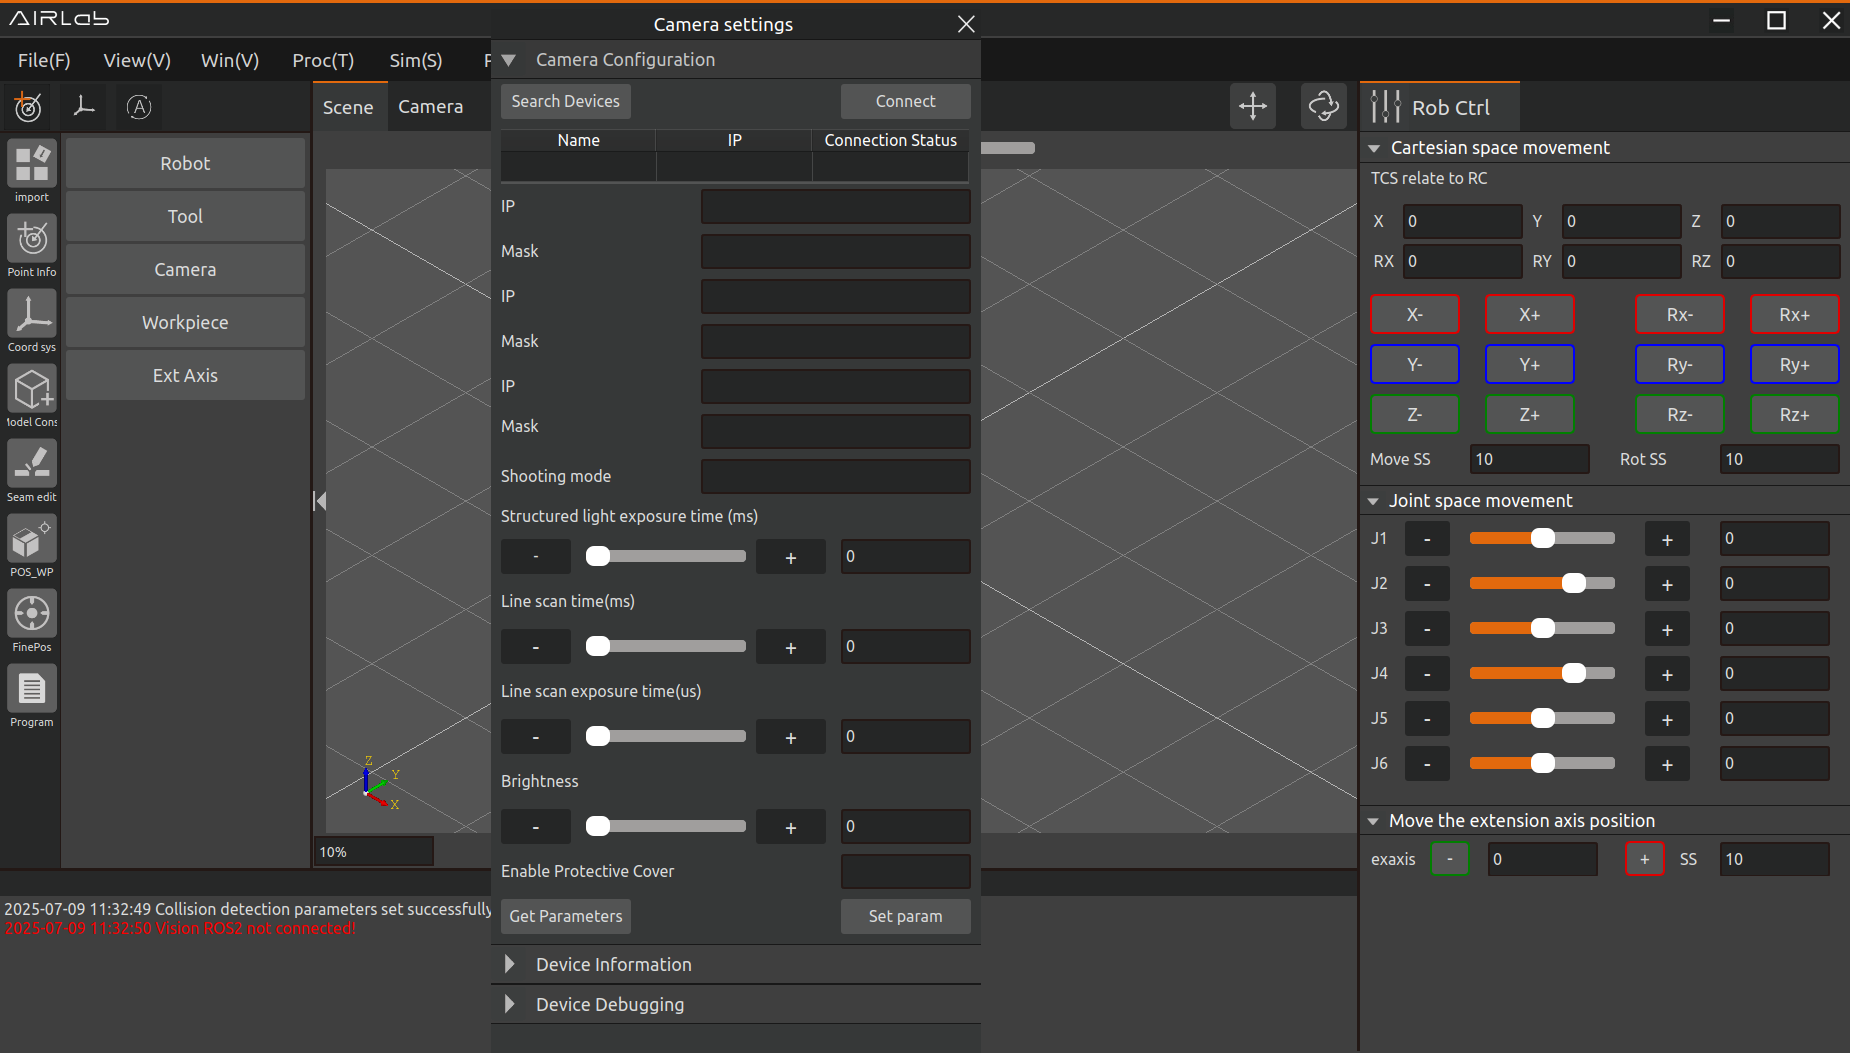 AIRLab
Camera settings
File(F) View(V) Win(V) Proc(T) Sim(S)
Camera Configuration
Scene Camera
Search Devices Connect
Rob Ctrl
Name IP Connection Status
Cartesian space movement
TCS relate to RC
X 0 Y 0 Z 0
RX 0 RY 0 RZ 0
X- X+ Rx- Rx+
Y- Y+ Ry- Ry+
Z- Z+ Rz- Rz+
Move SS 10 Rot SS 10
Joint space movement
J1 - + 0
J2 - + 0
J3 - + 0
J4 - + 0
J5 - + 0
J6 - + 0
Move the extension axis position
exaxis - 0 + SS 10
import
Point Info
Coord sys
Model Cons
Seam edit
POS_WP
FinePos
Program
Robot
Tool
Camera
Workpiece
Ext Axis
IP
Mask
IP
Mask
IP
Mask
Shooting mode
Structured light exposure time (ms)
- + 0
Line scan time(ms)
- + 0
Line scan exposure time(us)
- + 0
Brightness
- + 0
Enable Protective Cover
Get Parameters Set param
Device Information
Device Debugging
Z
Y
X
10%
2025-07-09 11:32:49 Collision detection parameters set successfully
2025-07-09 11:32:50 Vision ROS2 not connected!